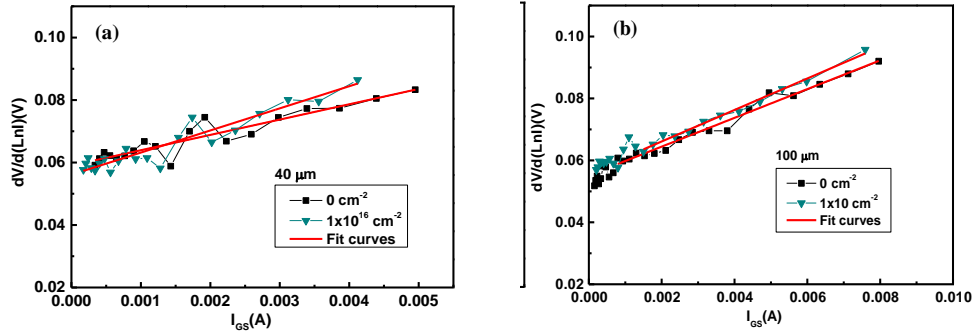 (a)
dV/d(LnI)(V)
0.10
0.08
0.06
0.04
0.02
40 μm
0 cm⁻²
1x10¹⁶ cm⁻²
Fit curves
0.000 0.001 0.002 0.003 0.004 0.005
I_GS(A)
(b)
dV/d(LnI)(V)
0.10
0.08
0.06
0.04
0.02
100 μm
0 cm⁻²
1x10 cm⁻²
Fit curves
0.000 0.002 0.004 0.006 0.008 0.010
I_GS(A)